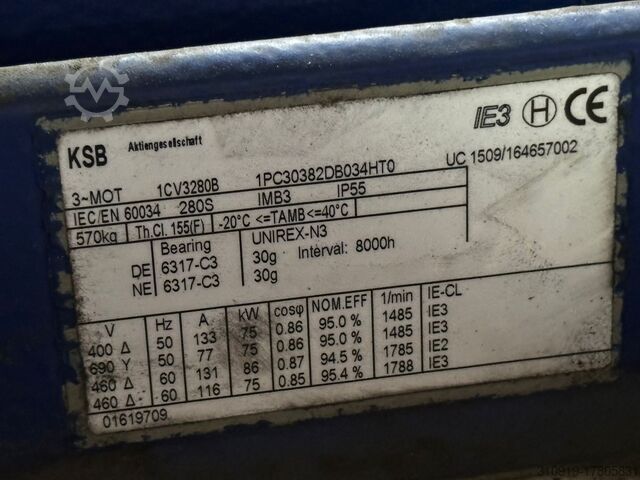 KSB Aktiengesellschaft IE3 H CE
UC 1509/164657002
3~MOT 1CV3280B 1PC30382DB034HT0
IEC/EN 60034 280S IMB3 IP55
570kg Th.Cl. 155(F) -20°C <=TAMB<=40°C
Bearing UNIREX-N3
DE 6317-C3 30g Interval: 8000h
NE 6317-C3 30g
V Hz A kW cosφ NOM.EFF 1/min IE-CL
400 Δ 50 133 75 0.86 95.0 % 1485 IE3
690 Y 50 77 75 0.86 95.0 % 1485 IE3
460 Δ 60 131 86 0.87 94.5 % 1785 IE2
460 Δ 60 116 75 0.85 95.4 % 1788 IE3
01619709